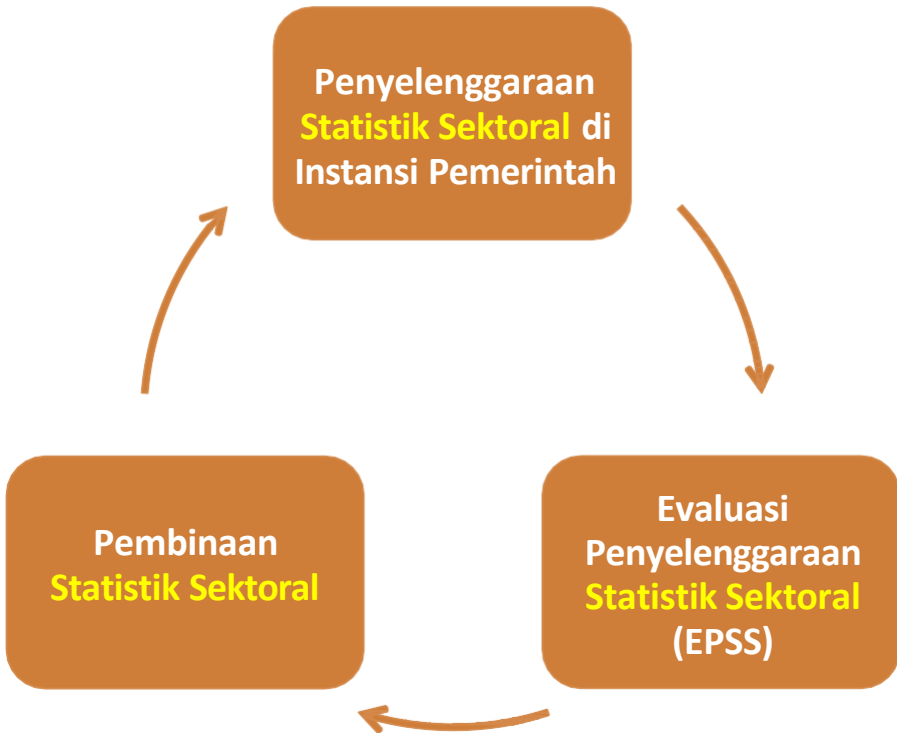 Penyelenggaraan
Statistik Sektoral di
Instansi Pemerintah
Pembinaan
Statistik Sektoral
Evaluasi
Penyelenggaraan
Statistik Sektoral
(EPSS)